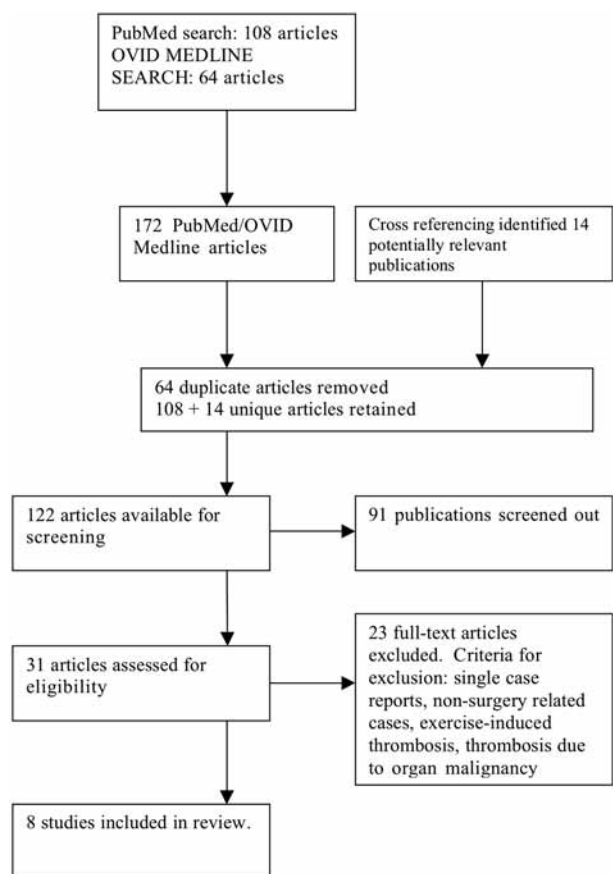 PubMed search: 108 articles
OVID MEDLINE
SEARCH: 64 articles
172 PubMed/OVID
Medline articles
Cross referencing identified 14
potentially relevant
publications
64 duplicate articles removed
108 + 14 unique articles retained
122 articles available for
screening
91 publications screened out
31 articles assessed for
eligibility
23 full-text articles
excluded. Criteria for
exclusion: single case
reports, non-surgery related
cases, exercise-induced
thrombosis, thrombosis due
to organ malignancy
8 studies included in review.